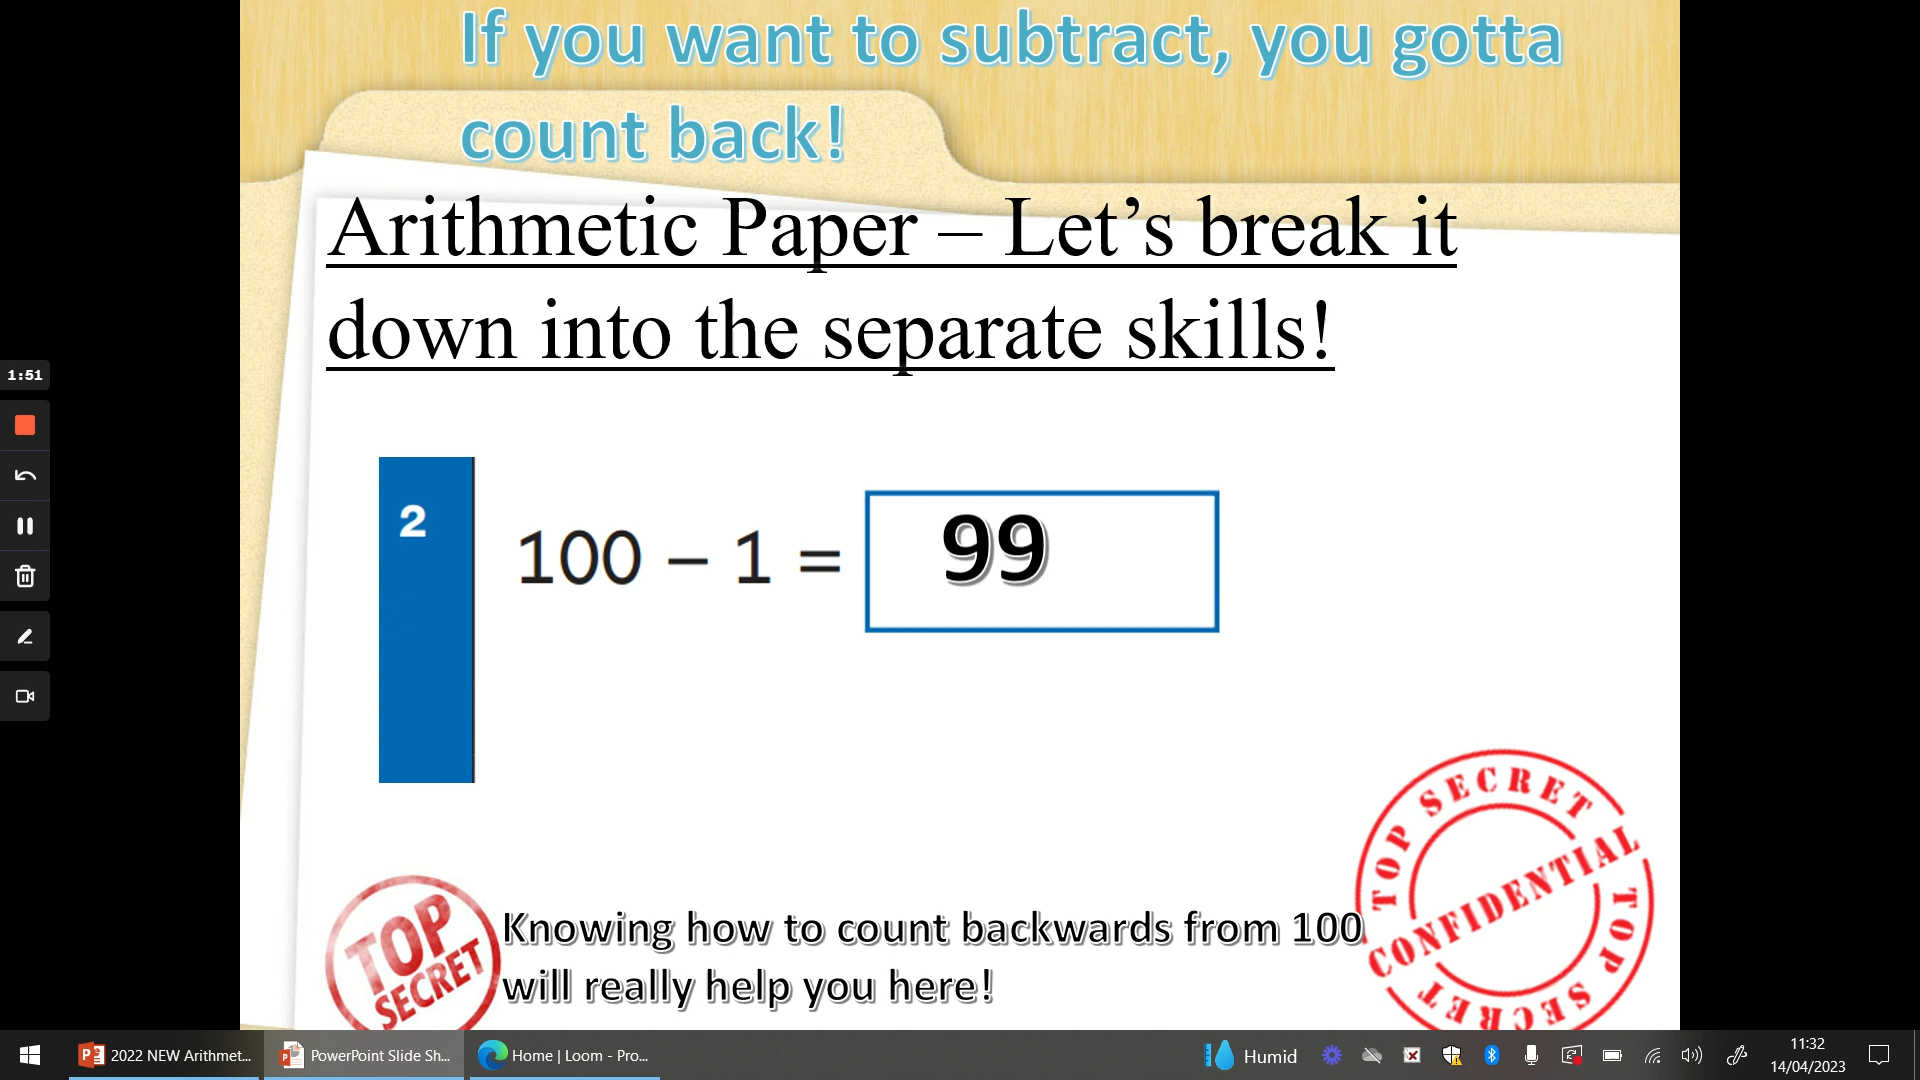 If you want to subtract, you gotta
count back!
Arithmetic Paper – Let's break it
down into the separate skills!
1:51
2
100 – 1 =
99
TOP SECRET TOP SECRET
CONFIDENTIAL
TOP
SECRET
Knowing how to count backwards from 100
will really help you here!
2022 NEW Arithmet...
PowerPoint Slide Sh...
Home | Loom - Pro...
Humid
11:32
14/04/2023